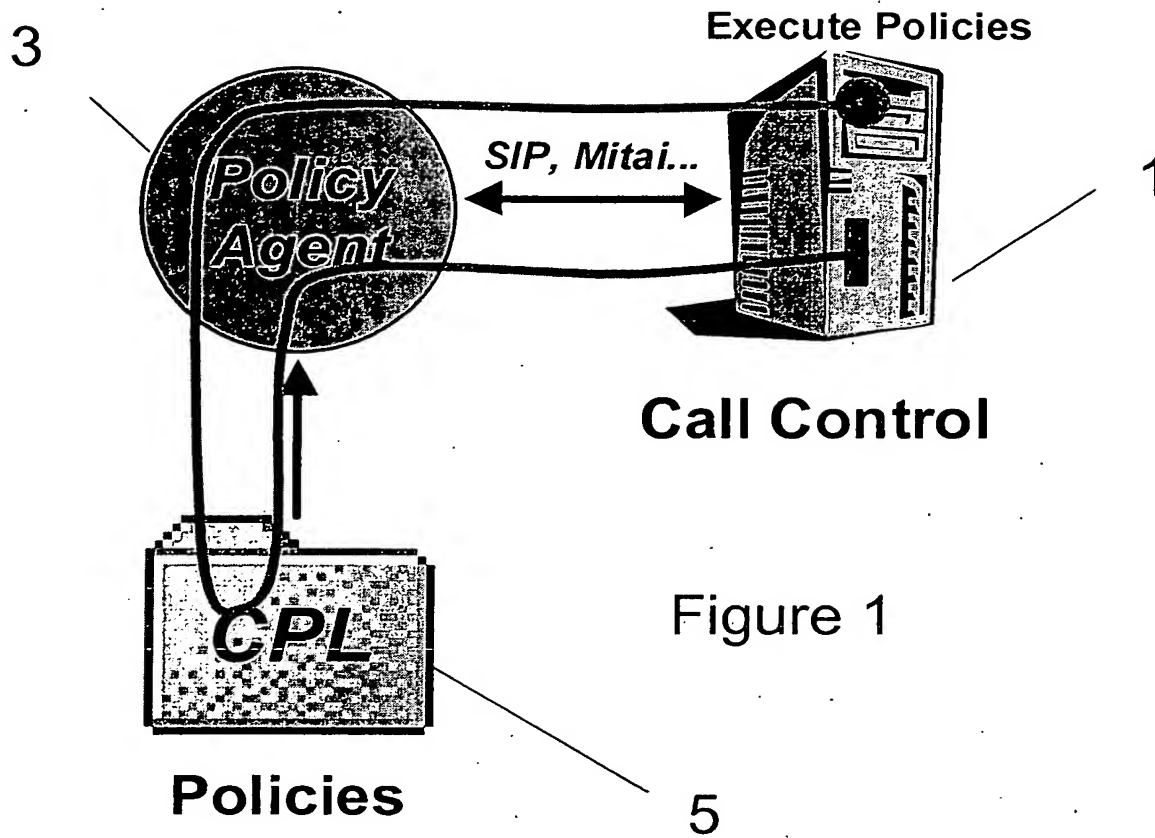 3
Execute Policies
Policy
Agent
SIP, Mitai...
1
Call Control
CPL
Figure 1
Policies
5